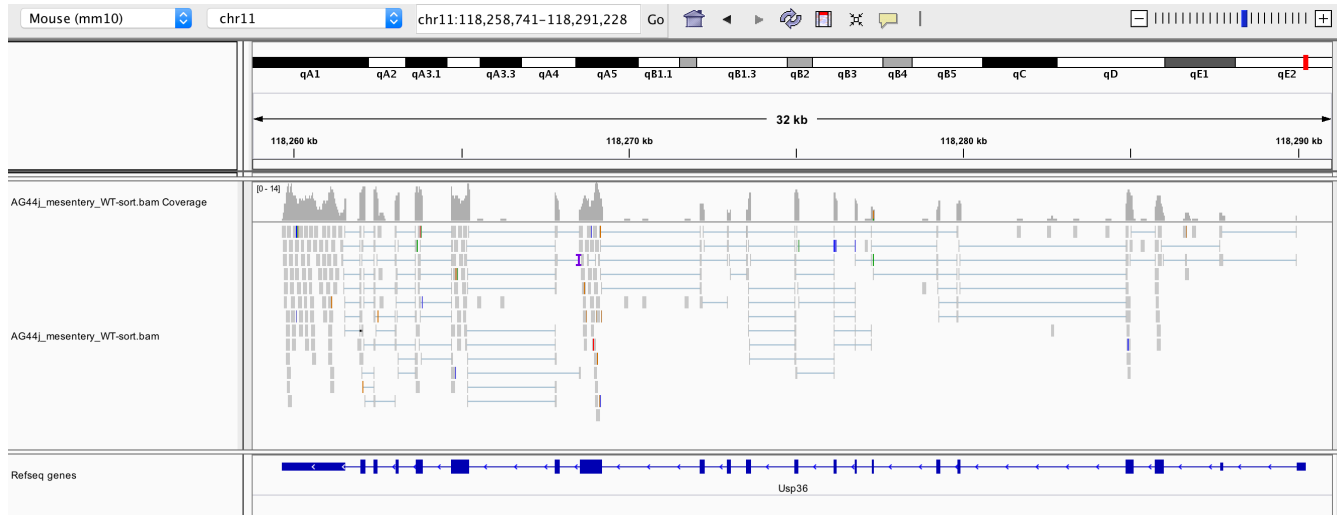 Mouse (mm10) chr11 chr11:118,258,741-118,291,228 Go
qA1 qA2 qA3.1 qA3.3 qA4 qA5 qB1.1 qB1.3 qB2 qB3 qB4 qB5 qC qD qE1 qE2
32 kb
118,260 kb 118,270 kb 118,280 kb 118,290 kb
[0 - 14]
AG44j_mesentery_WT-sort.bam Coverage
AG44j_mesentery_WT-sort.bam
Refseq genes
Usp36